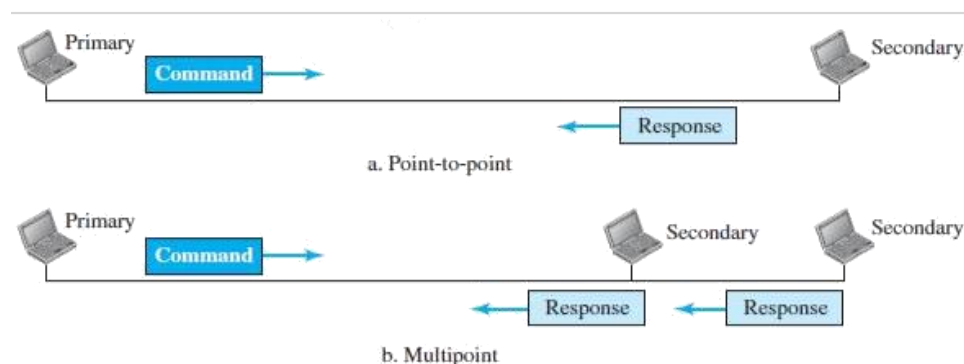 Primary
Secondary
Command
Response
a. Point-to-point
Primary
Secondary
Secondary
Command
Response
Response
b. Multipoint